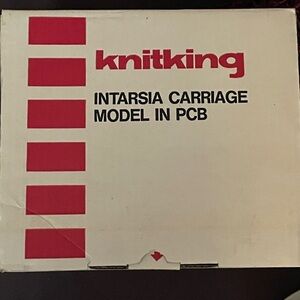 knitking
INTARSIA CARRIAGE
MODEL IN PCB